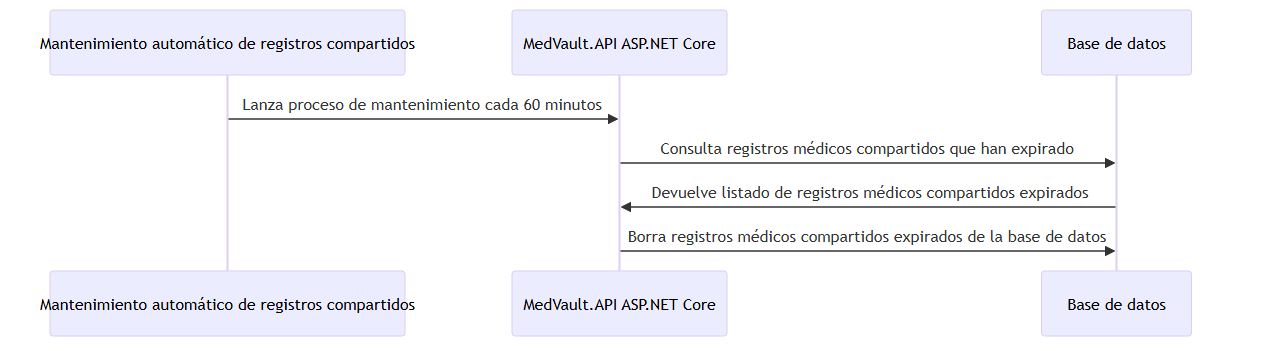 Mantenimiento automático de registros compartidos
MedVault.API ASP.NET Core
Base de datos
Lanza proceso de mantenimiento cada 60 minutos
Consulta registros médicos compartidos que han expirado
Devuelve listado de registros médicos compartidos expirados
Borra registros médicos compartidos expirados de la base de datos
Mantenimiento automático de registros compartidos
MedVault.API ASP.NET Core
Base de datos